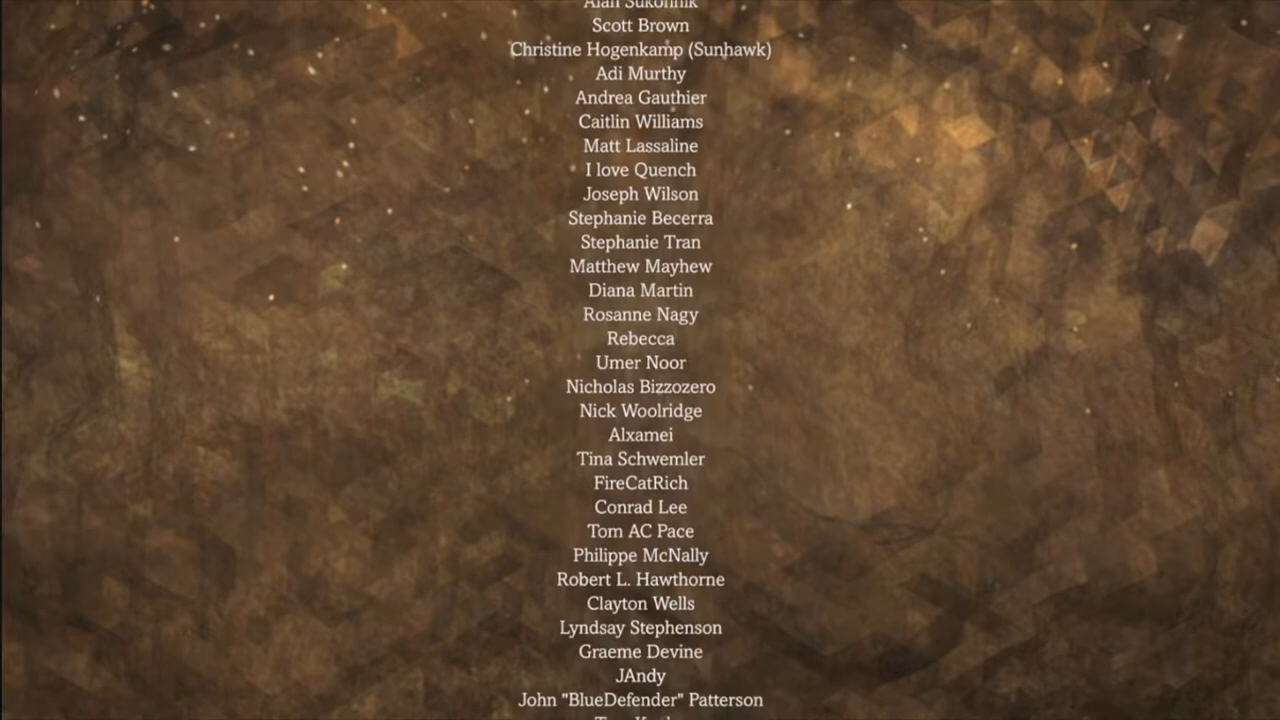 Scott Brown
Christine Hogenkamp (Sunhawk)
Adi Murthy
Andrea Gauthier
Caitlin Williams
Matt Lassaline
I love Quench
Joseph Wilson
Stephanie Becerra
Stephanie Tran
Matthew Mayhew
Diana Martin
Rosanne Nagy
Rebecca
Umer Noor
Nicholas Bizzozero
Nick Woolridge
Alxamei
Tina Schwemler
FireCatRich
Conrad Lee
Tom AC Pace
Philippe McNally
Robert L. Hawthorne
Clayton Wells
Lyndsay Stephenson
Graeme Devine
JAndy
John "BlueDefender" Patterson